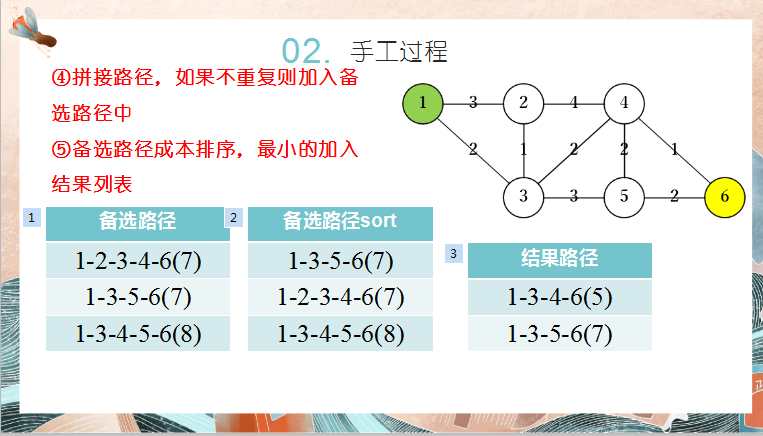 02. 手工过程
④拼接路径，如果不重复则加入备
选路径中
⑤备选路径成本排序，最小的加入
结果列表
1 3 2 4 4
2 1 2 2 1
3 3 5 2 6
1
备选路径
1-2-3-4-6(7)
1-3-5-6(7)
1-3-4-5-6(8)
2
备选路径sort
1-3-5-6(7)
1-2-3-4-6(7)
1-3-4-5-6(8)
3
结果路径
1-3-4-6(5)
1-3-5-6(7)